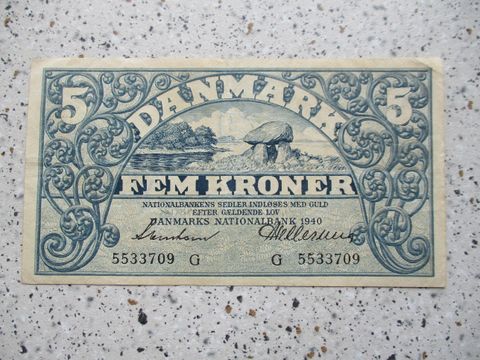 DANMARK
5 5
FEM KRONER
NATIONALBANKENS SEDLER INDLØSES MED GULD
EFTER GÆLDENDE LOV
DANMARKS NATIONALBANK 1940
5533709 G G 5533709